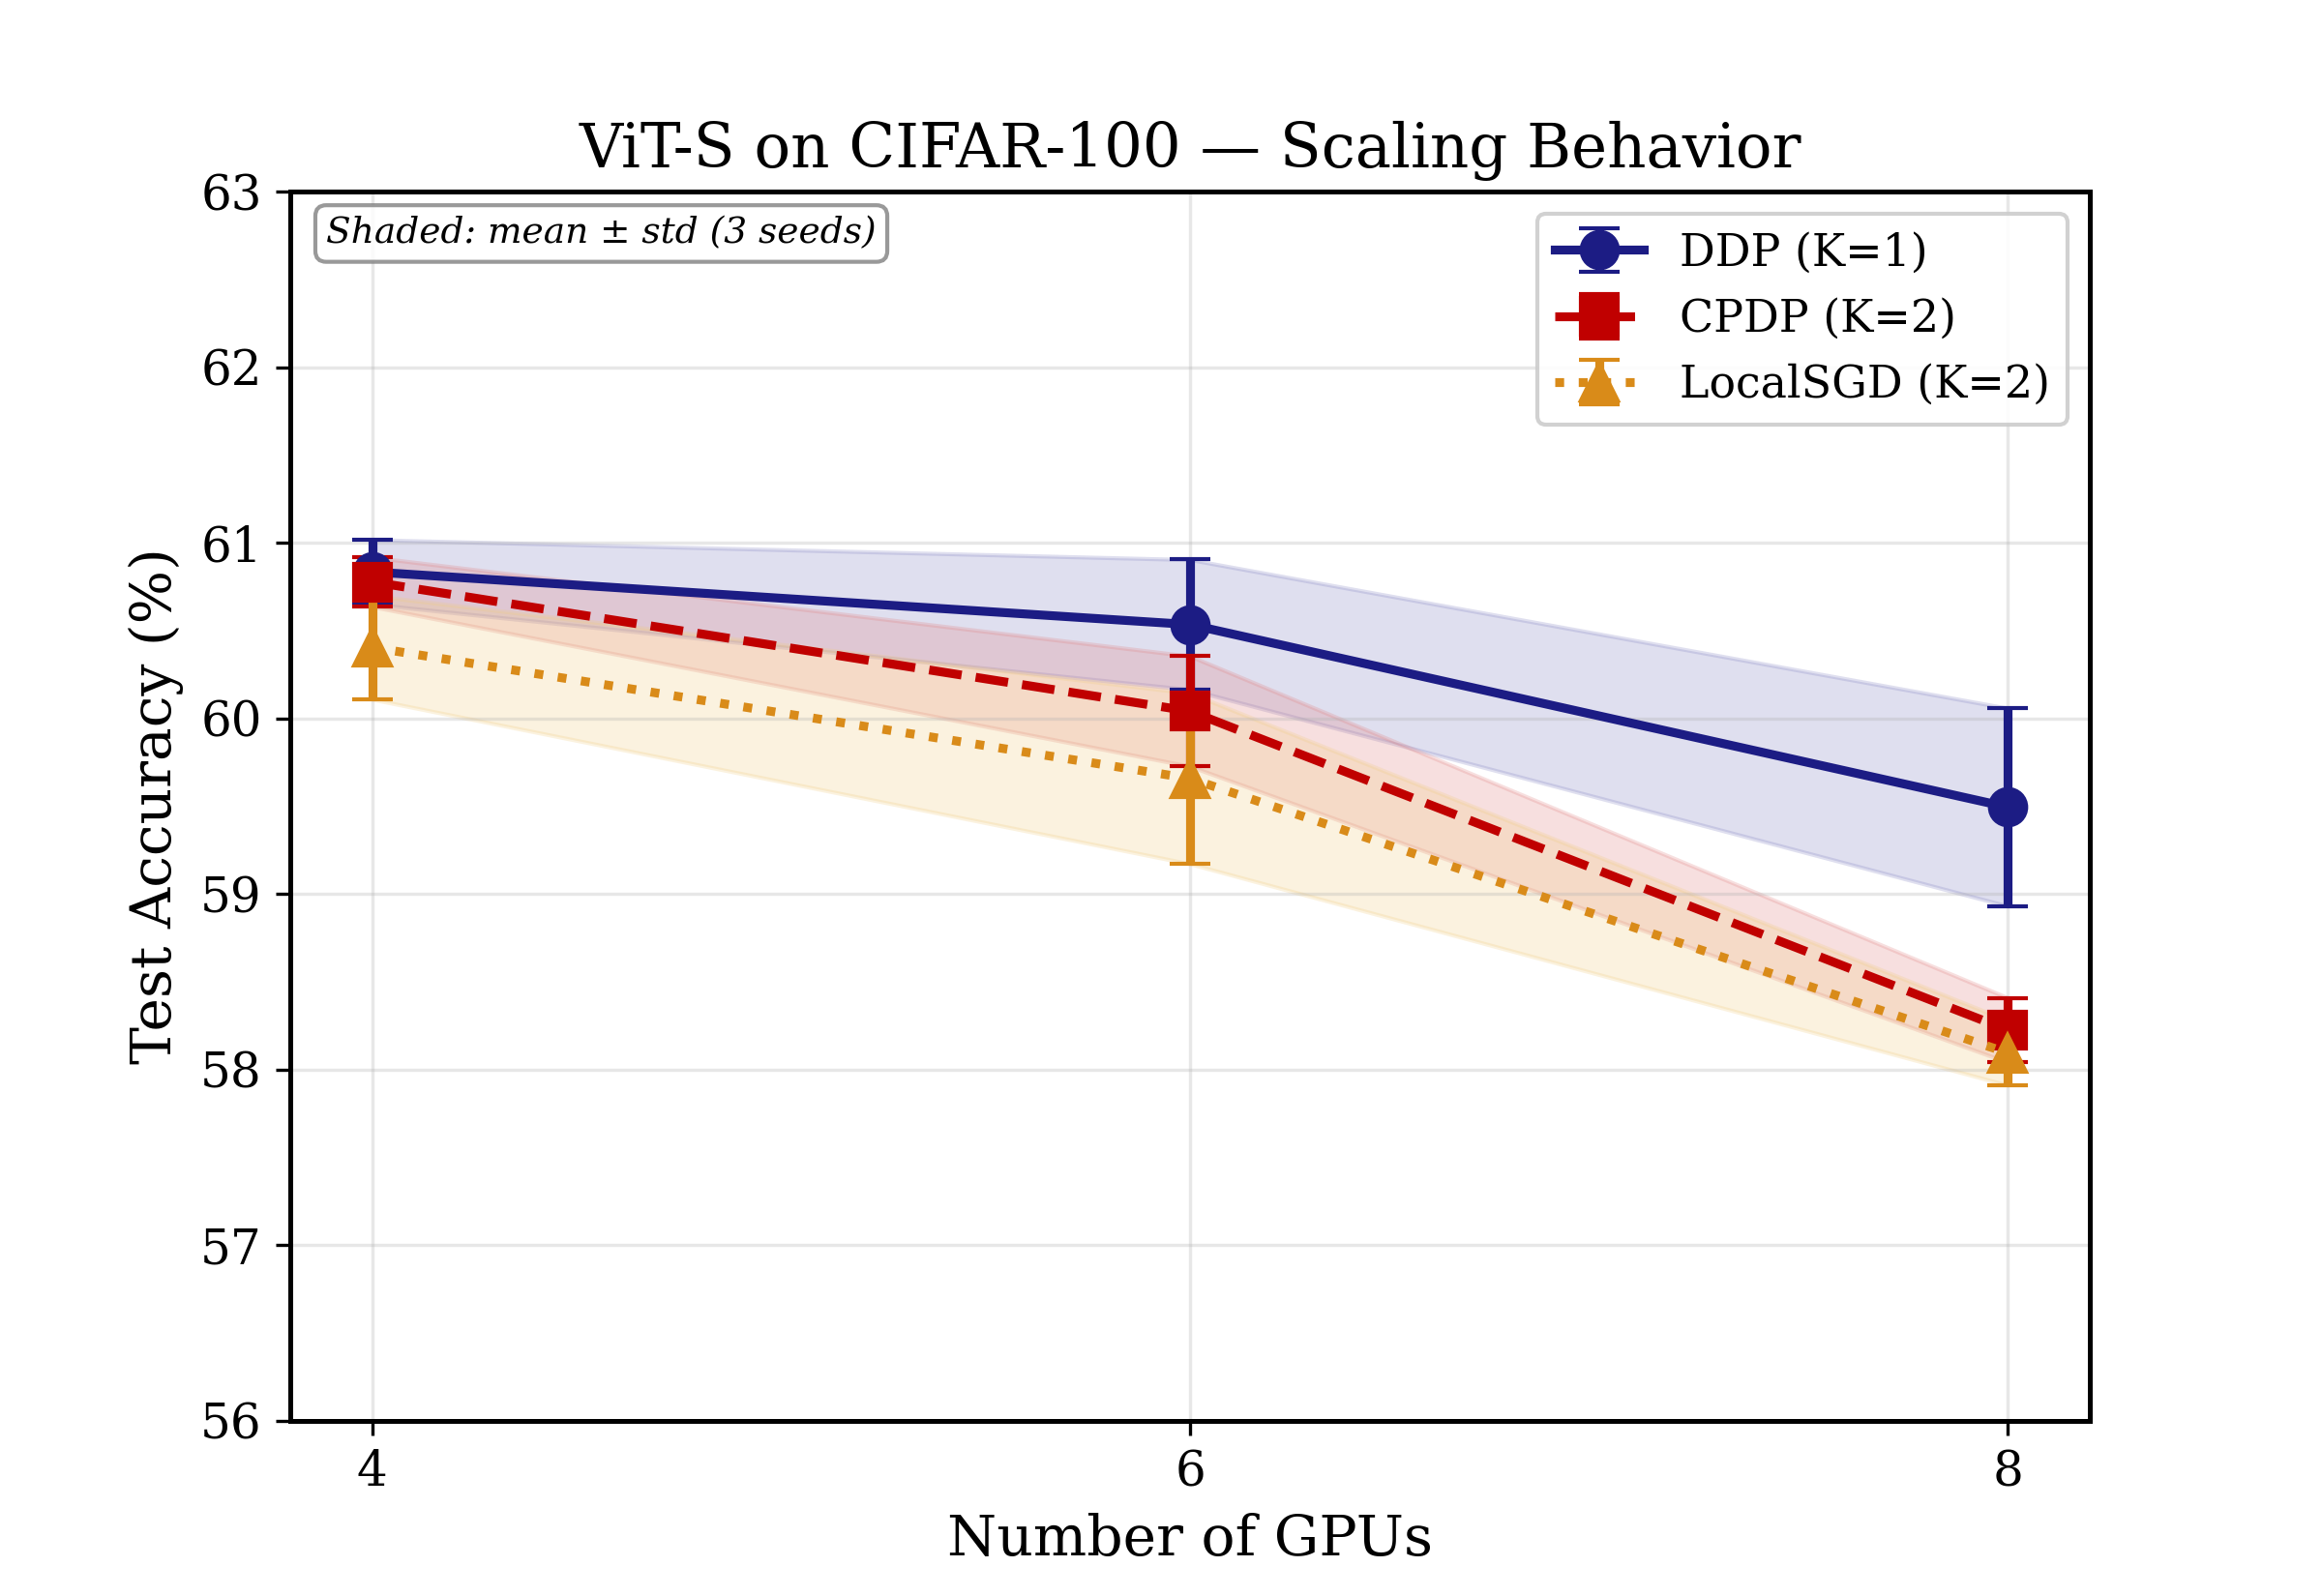 ViT-S on CIFAR-100 — Scaling Behavior
Shaded: mean ± std (3 seeds)
DDP (K=1)
CPDP (K=2)
LocalSGD (K=2)
Test Accuracy (%)
63
62
61
60
59
58
57
56
4
6
8
Number of GPUs